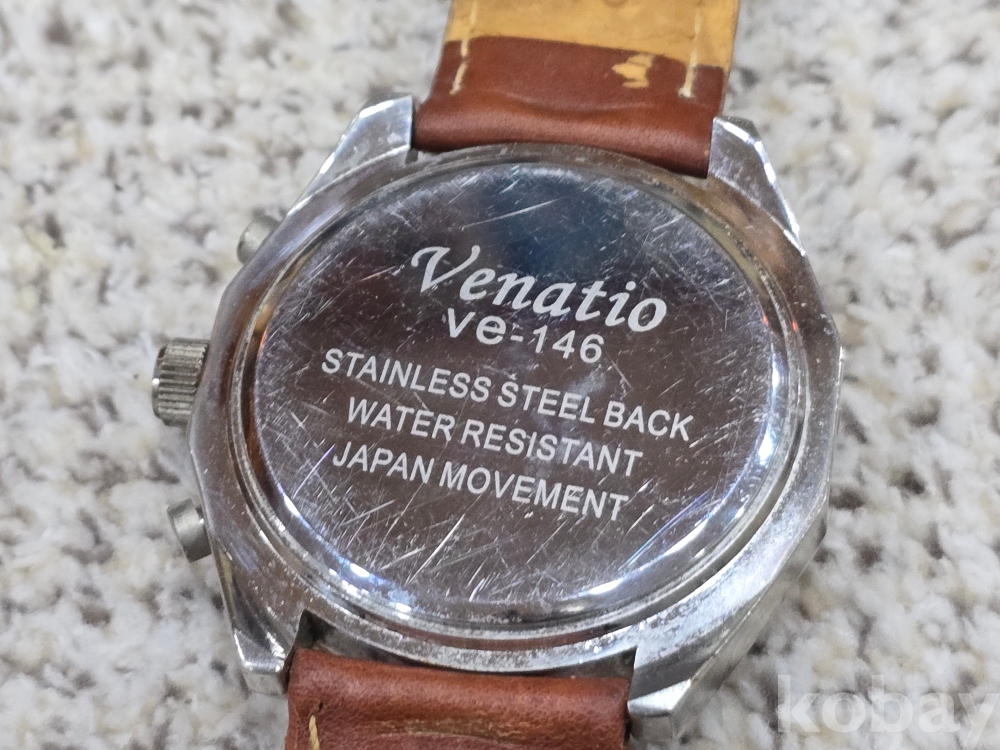 Venatio
ve-146
STAINLESS STEEL BACK
WATER RESISTANT
JAPAN MOVEMENT
kobay